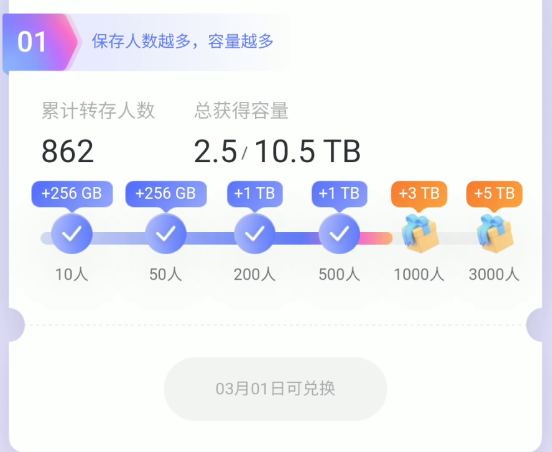 01 保存人数越多，容量越多
累计转存人数 总获得容量
862 2.5 / 10.5 TB
+256 GB +256 GB +1 TB +1 TB +3 TB +5 TB
10人 50人 200人 500人 1000人 3000人
03月01日可兑换